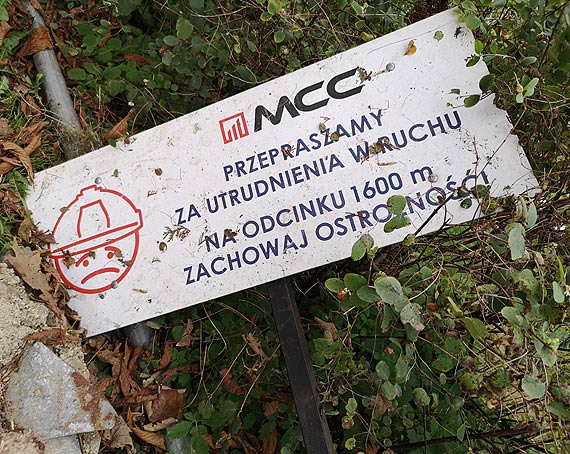 MCC
PRZEPRASZAMY
ZA UTRUDNIENIA W RUCHU
NA ODCINKU 1600 m
ZACHOWAJ OSTROŻNOŚĆ!